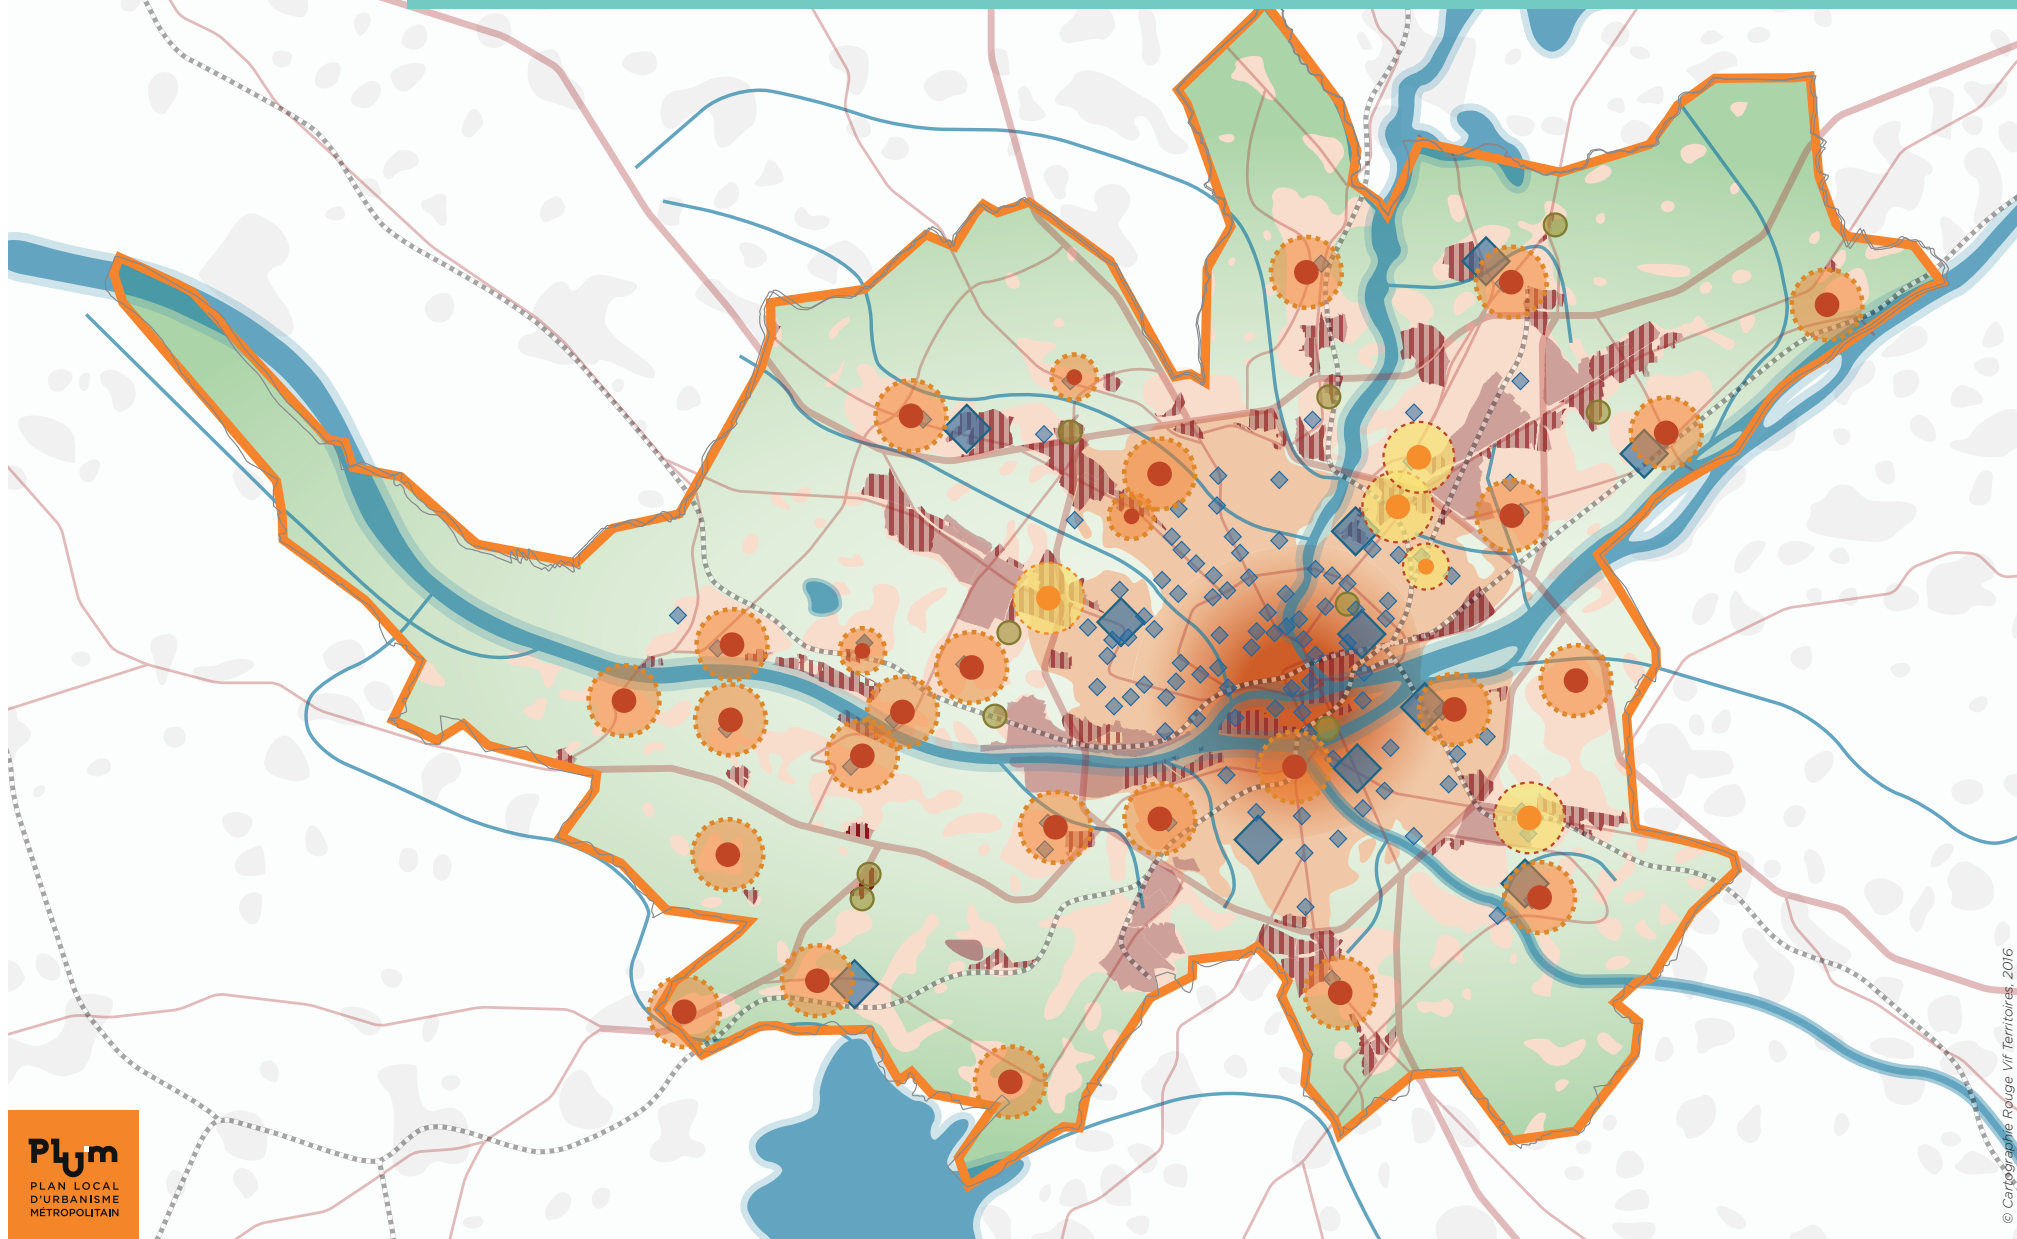 PLUm
PLAN LOCAL
D'URBANISME
MÉTROPOLITAIN
© Cartographie Rouge Vif Territoires, 2016